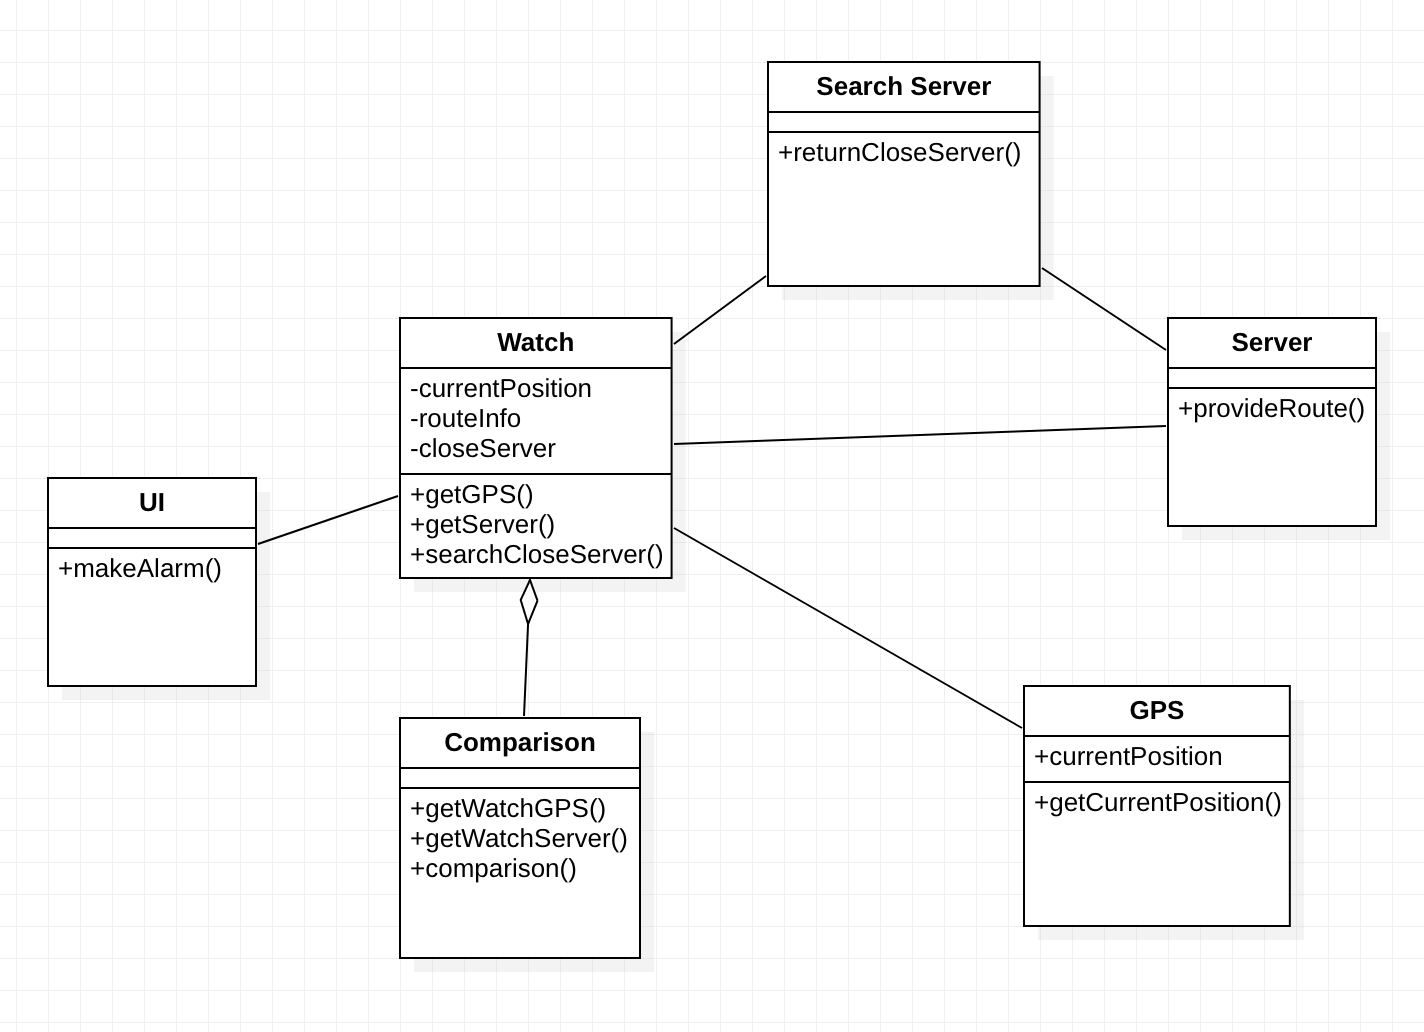 Search Server
+returnCloseServer()
Watch
-currentPosition
-routeInfo
-closeServer
+getGPS()
+getServer()
+searchCloseServer()
Server
+provideRoute()
UI
+makeAlarm()
Comparison
+getWatchGPS()
+getWatchServer()
+comparison()
GPS
+currentPosition
+getCurrentPosition()